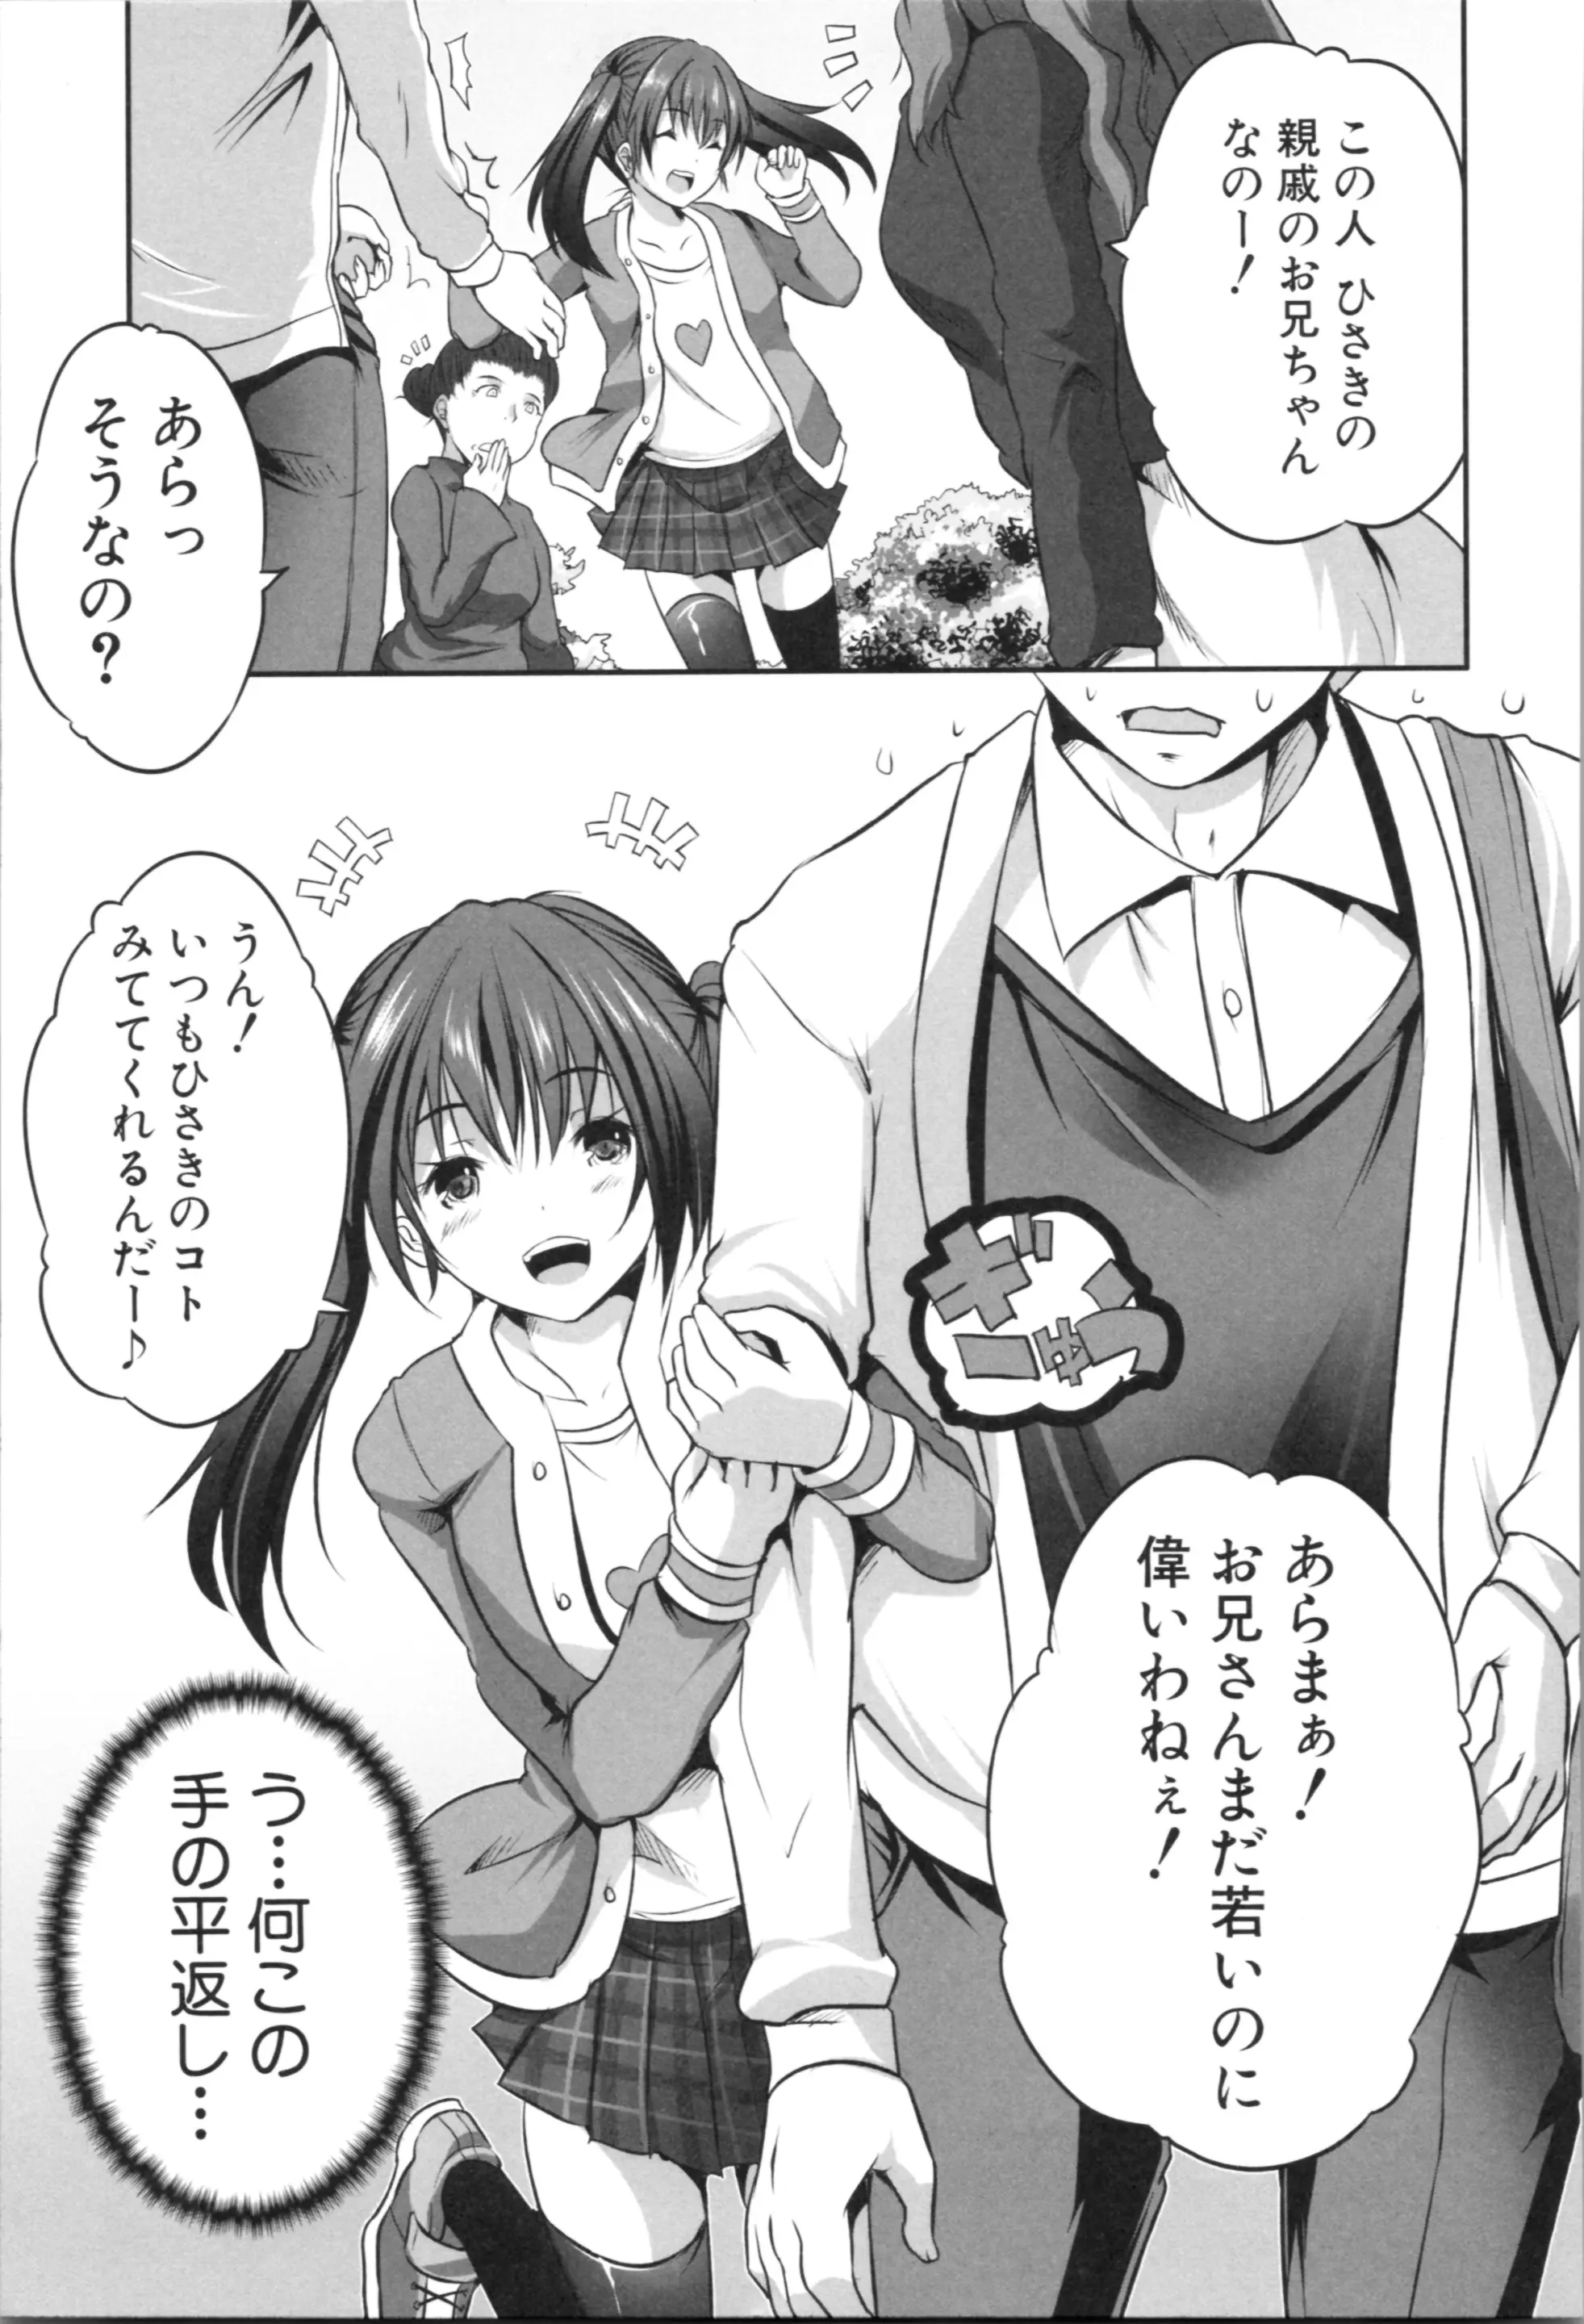 この人 ひさきの
親戚のお兄ちゃん
なのー!
あらっ
そうなの?
うん!
いつもひさきのコト
みててくれるんだー♪
ギュッ
あらまぁ!
お兄さんまだ若いのに
偉いわねぇ!
う…何この
手の平返し…